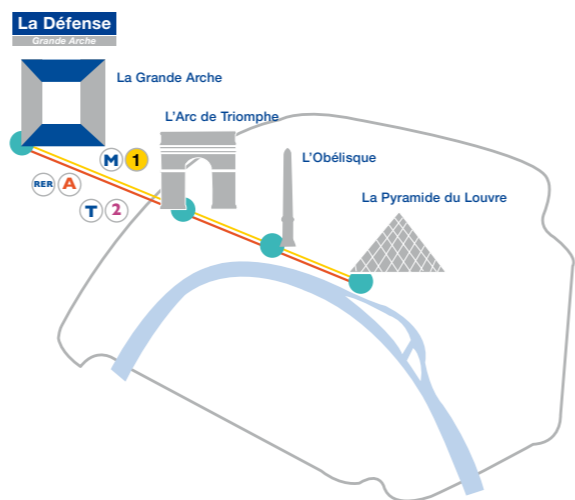 La Défense
Grande Arche
La Grande Arche
L'Arc de Triomphe
L'Obélisque
M 1
RER A
T 2
La Pyramide du Louvre